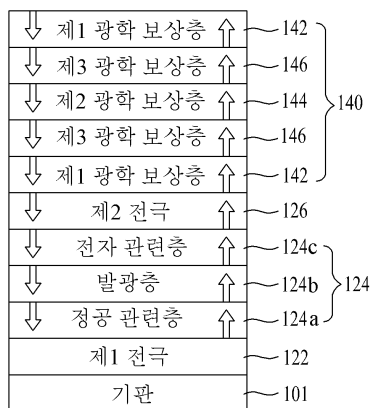 제1 광학 보상층 142
제3 광학 보상층 146
제2 광학 보상층 144
140
제3 광학 보상층 146
제1 광학 보상층 142
제2 전극 126
전자 관련층 124c
발광층 124b
124
정공 관련층 124a
제1 전극 122
기판 101